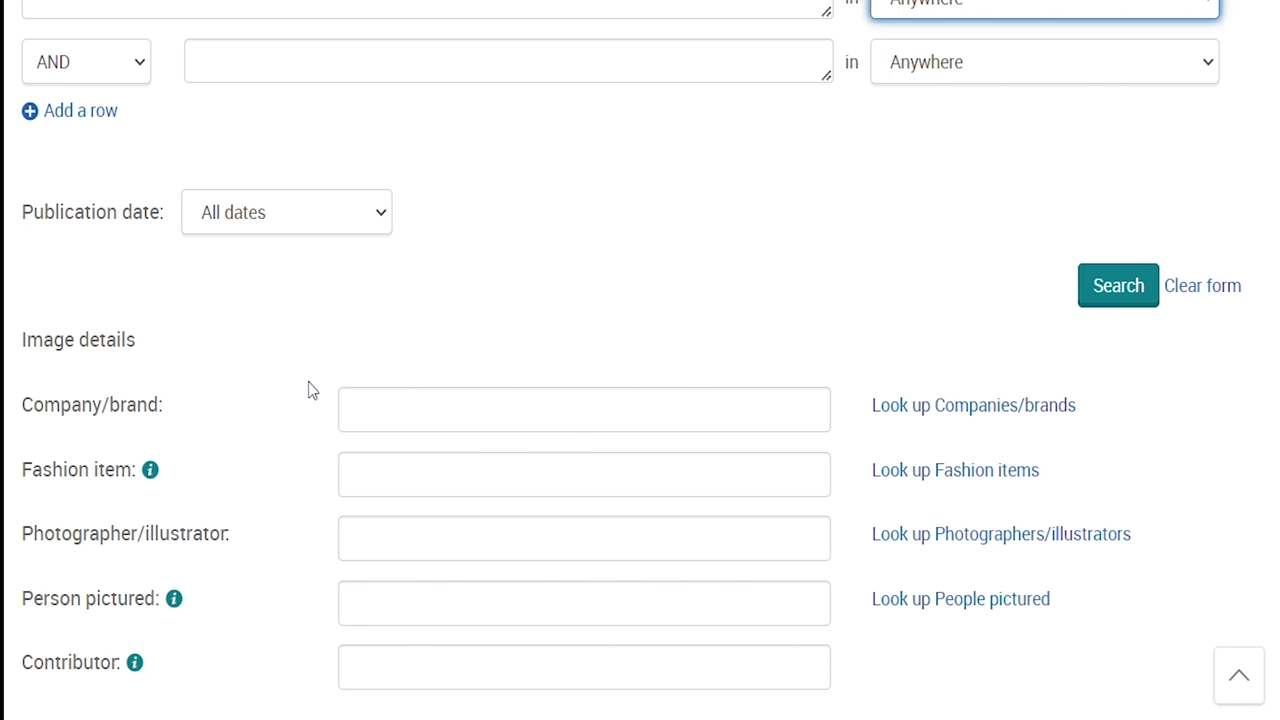 in Anywhere
AND in Anywhere
Add a row
Publication date: All dates
Search Clear form
Image details
Company/brand: Look up Companies/brands
Fashion item: i Look up Fashion items
Photographer/illustrator: Look up Photographers/illustrators
Person pictured: i Look up People pictured
Contributor: i